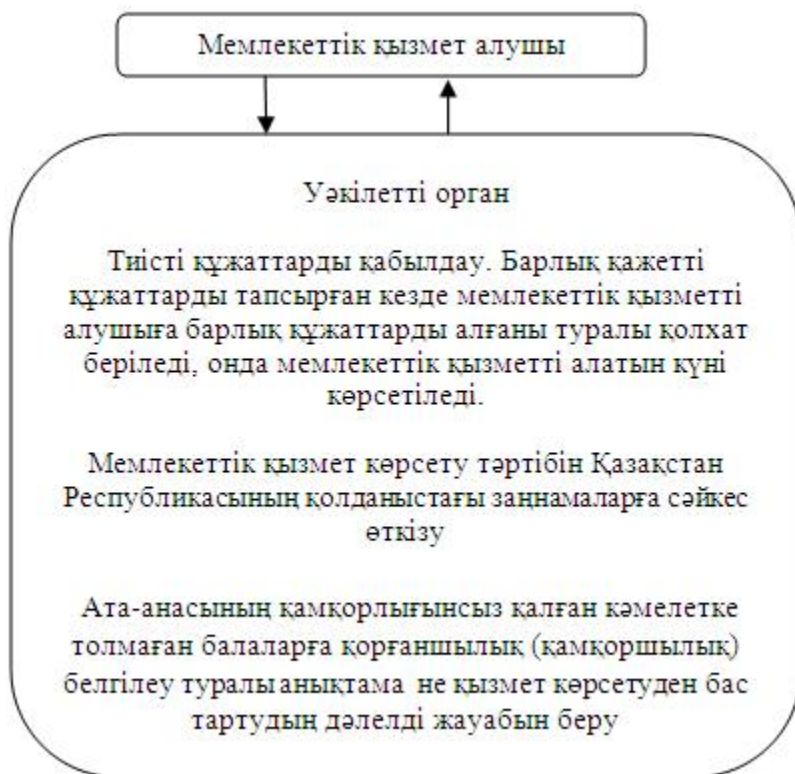 Мемлекеттік қызмет алушы
Уәкілетті орган
Тиісті құжаттарды қабылдау. Барлық қажетті
құжаттарды тапсырған кезде мемлекеттік қызметті
алушыға барлық құжаттарды алғаны туралы қолхат
беріледі, онда мемлекеттік қызметті алатын күні
көрсетіледі.
Мемлекеттік қызмет көрсету тәртібін Қазақстан
Республикасының қолданыстағы заңнамаларға сәйкес
өткізу
Ата-анасының қамқорлығынсыз қалған кәмелетке
толмаған балаларға қорғаншылық (қамқоршылық)
белгілеу туралы анықтама не қызмет көрсетуден бас
тартудың дәлелді жауабын беру